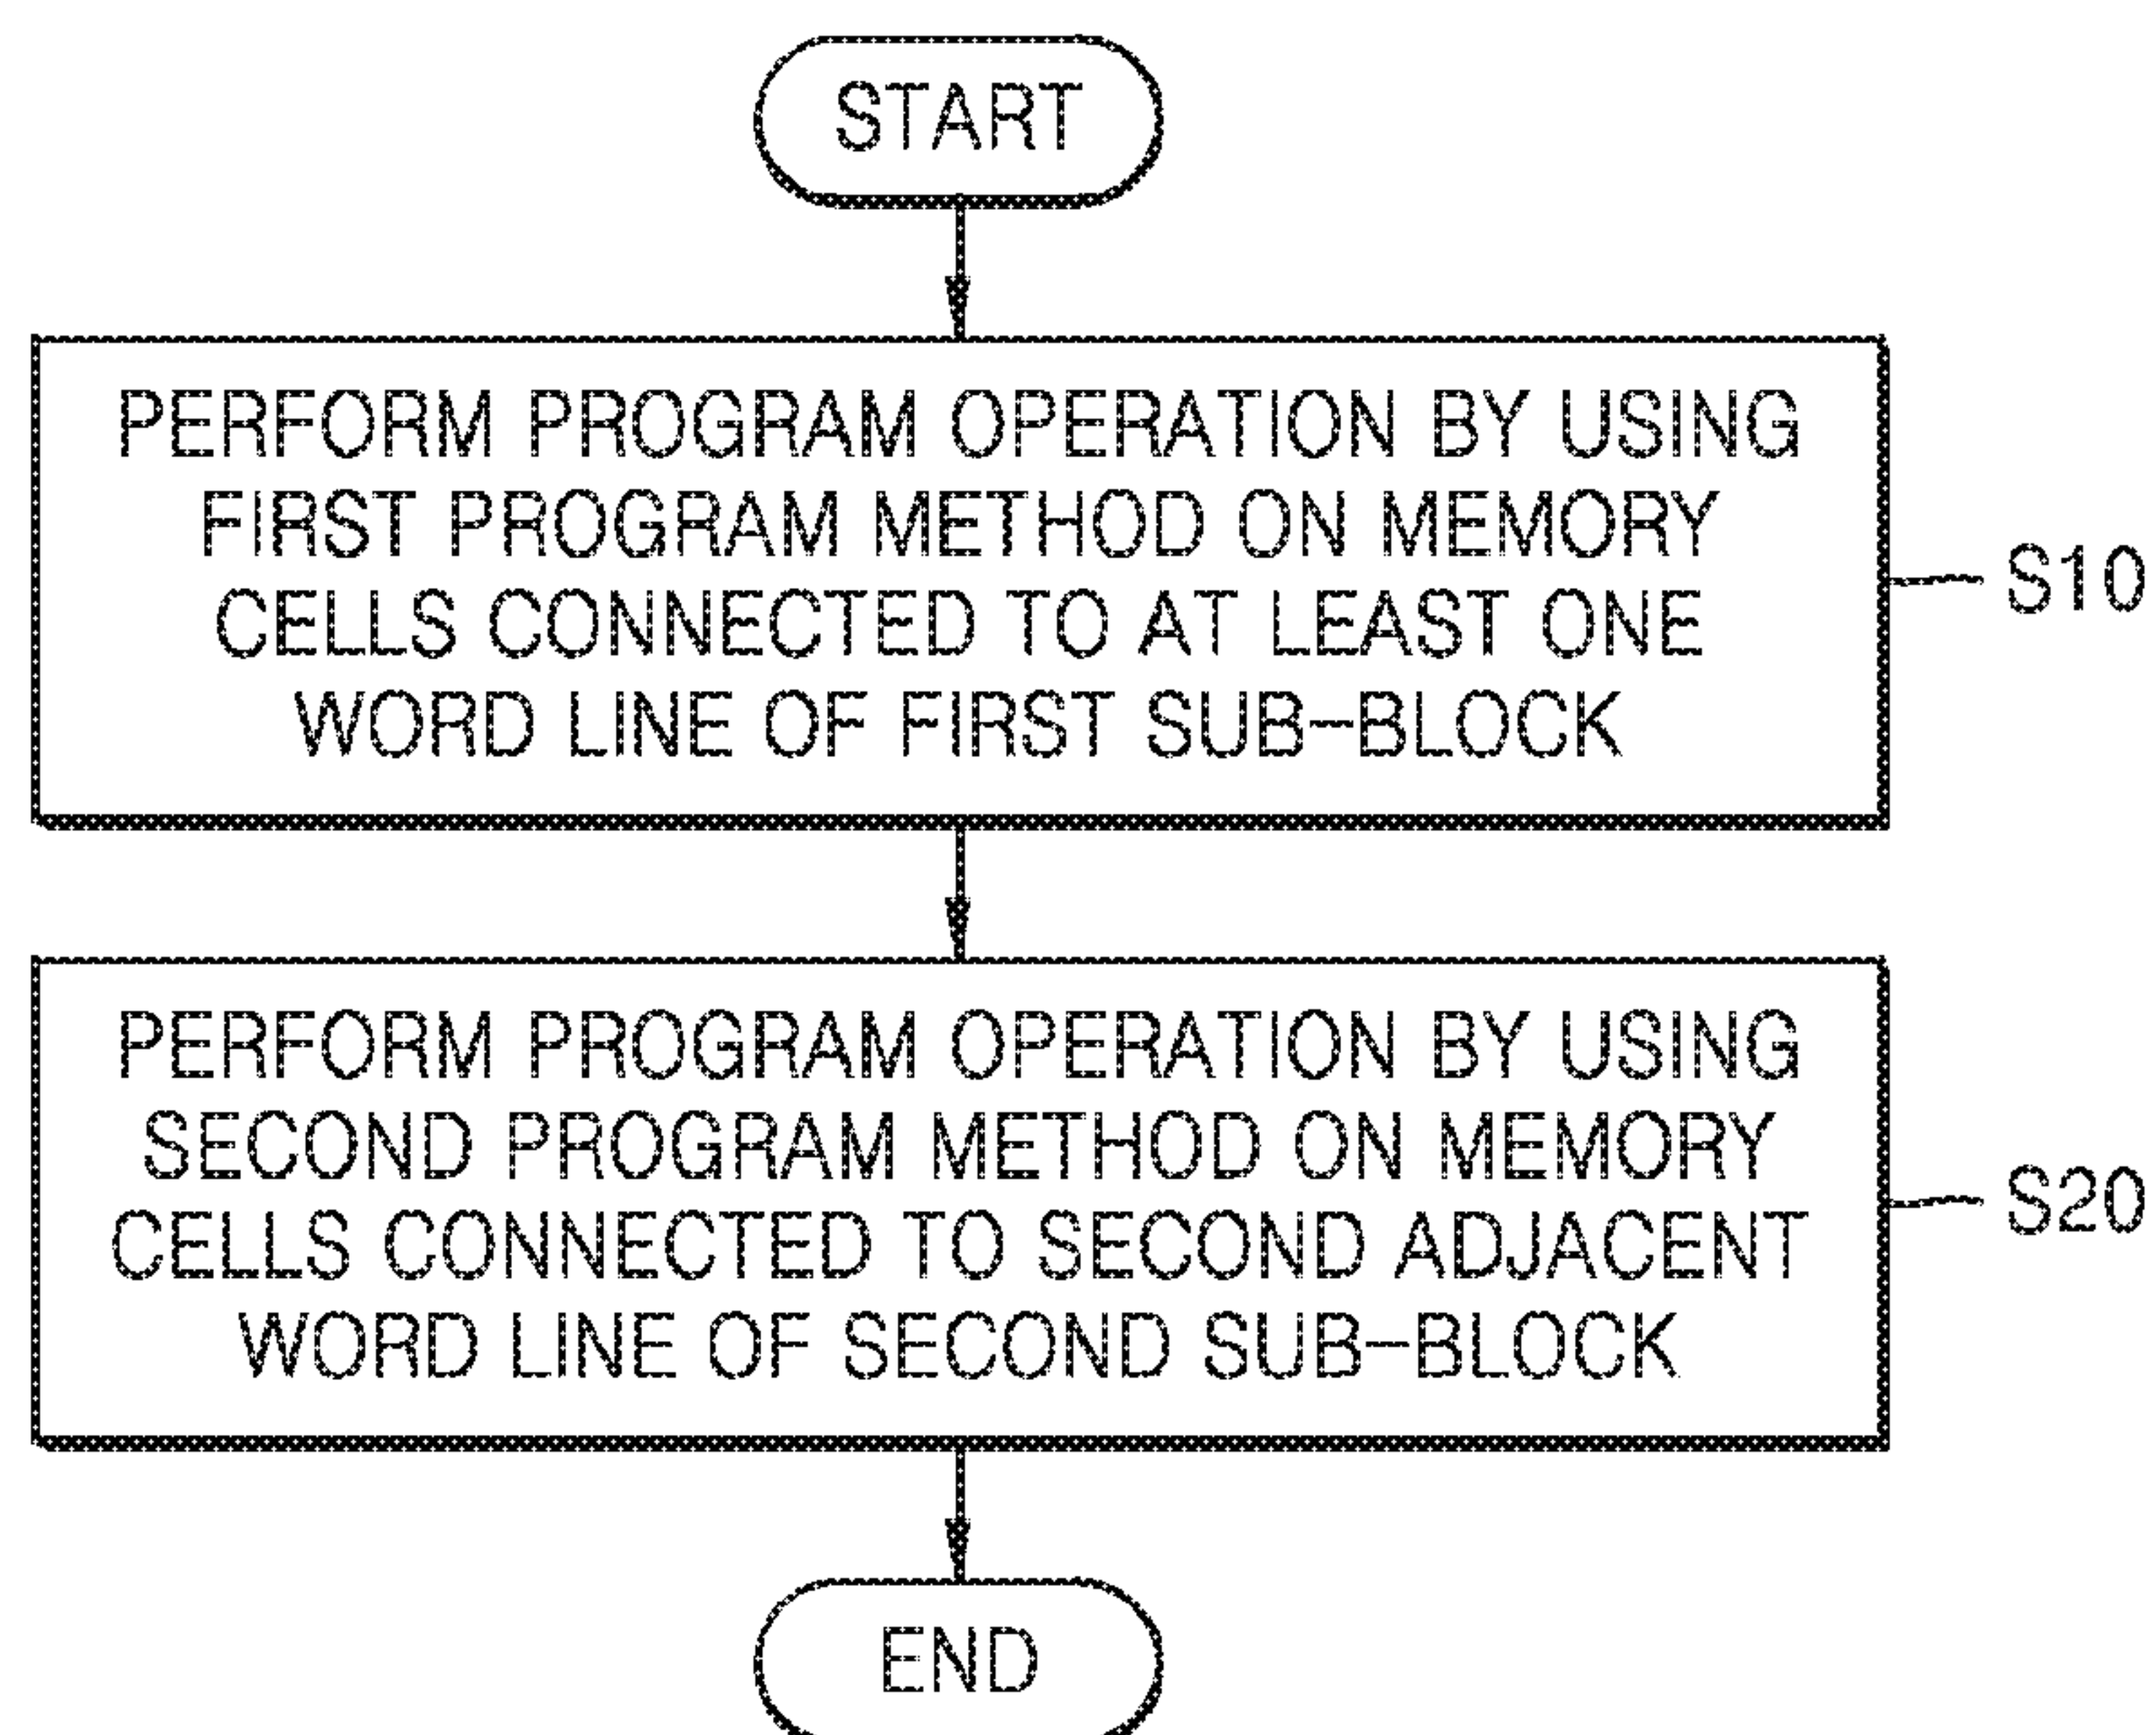 START
PERFORM PROGRAM OPERATION BY USING
FIRST PROGRAM METHOD ON MEMORY
CELLS CONNECTED TO AT LEAST ONE
WORD LINE OF FIRST SUB-BLOCK
S10
PERFORM PROGRAM OPERATION BY USING
SECOND PROGRAM METHOD ON MEMORY
CELLS CONNECTED TO SECOND ADJACENT
WORD LINE OF SECOND SUB-BLOCK
S20
END